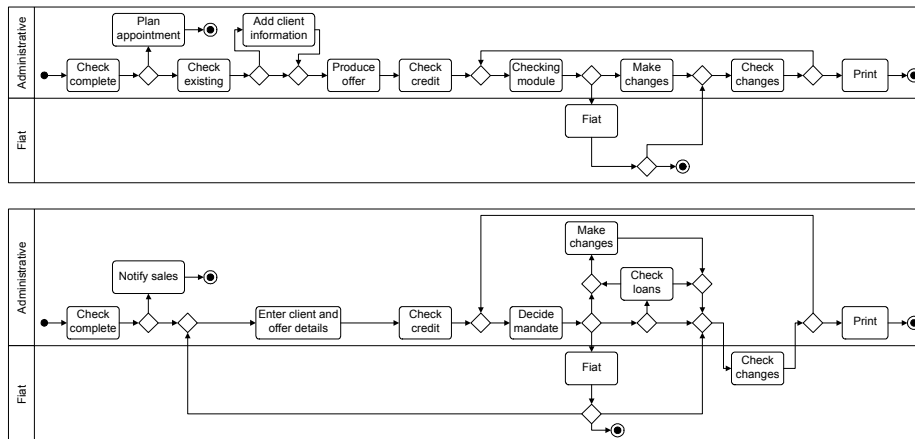 Administrative
Plan
appointment
Add client
information
Check
complete
Check
existing
Produce
offer
Check
credit
Checking
module
Make
changes
Check
changes
Print
Fiat
Fiat
Administrative
Make
changes
Notify sales
Check
loans
Check
complete
Enter client and
offer details
Check
credit
Decide
mandate
Print
Check
changes
Fiat
Fiat